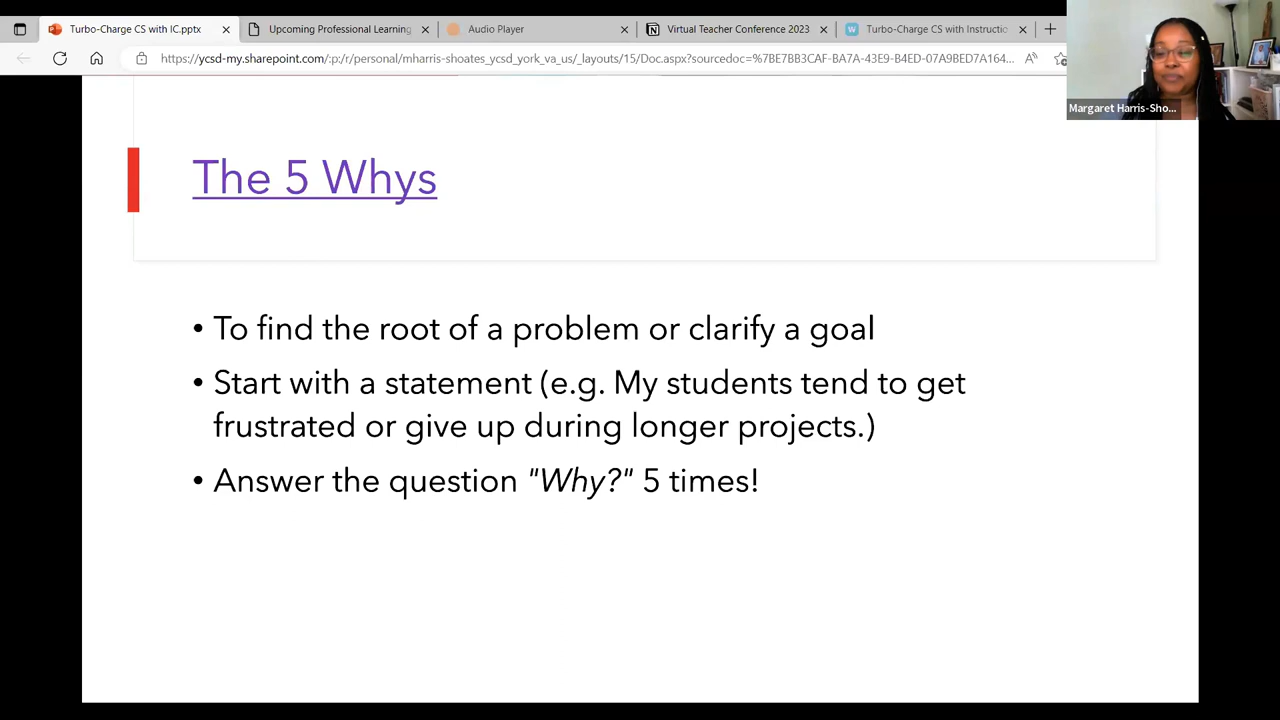 Turbo-Charge CS with IC.pptx
Upcoming Professional Learning
Audio Player
Virtual Teacher Conference 2023
Turbo-Charge CS with Instructio
https://ycsd-my.sharepoint.com/:p:/r/personal/mharris-shoates_ycsd_york_va_us/_layouts/15/Doc.aspx?sourcedoc=%7BE7BB3CAF-BA7A-43E9-B4ED-07A9BED7A164...
Margaret Harris-Sho...
The 5 Whys
• To find the root of a problem or clarify a goal
• Start with a statement (e.g. My students tend to get
frustrated or give up during longer projects.)
• Answer the question "Why?" 5 times!